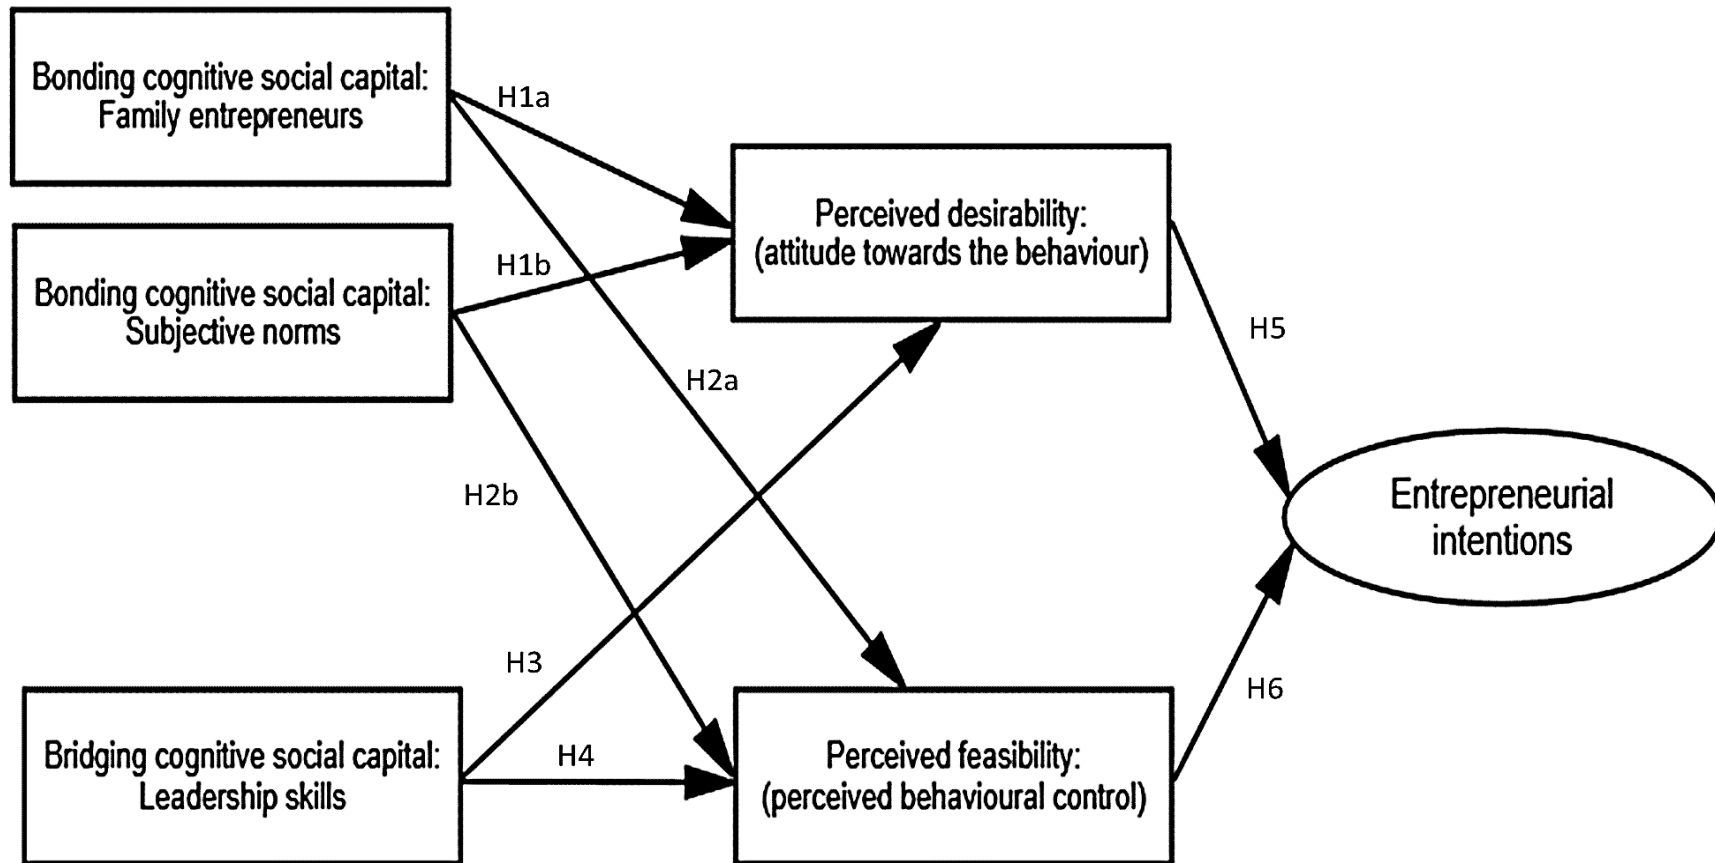 Bonding cognitive social capital:
Family entrepreneurs
H1a
Perceived desirability:
(attitude towards the behaviour)
H1b
Bonding cognitive social capital:
Subjective norms
H5
H2a
H2b
Entrepreneurial
intentions
H3
H6
Bridging cognitive social capital:
Leadership skills
H4
Perceived feasibility:
(perceived behavioural control)